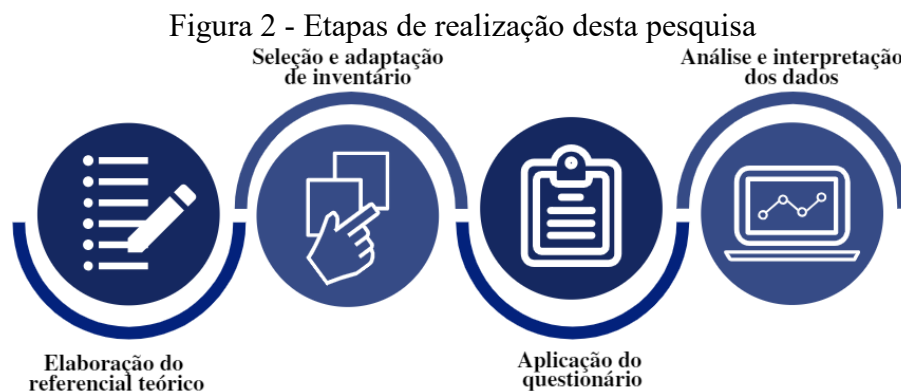 Figura 2 - Etapas de realização desta pesquisa
Seleção e adaptação
de inventário
Análise e interpretação
dos dados
Elaboração do
referencial teórico
Aplicação do
questionário